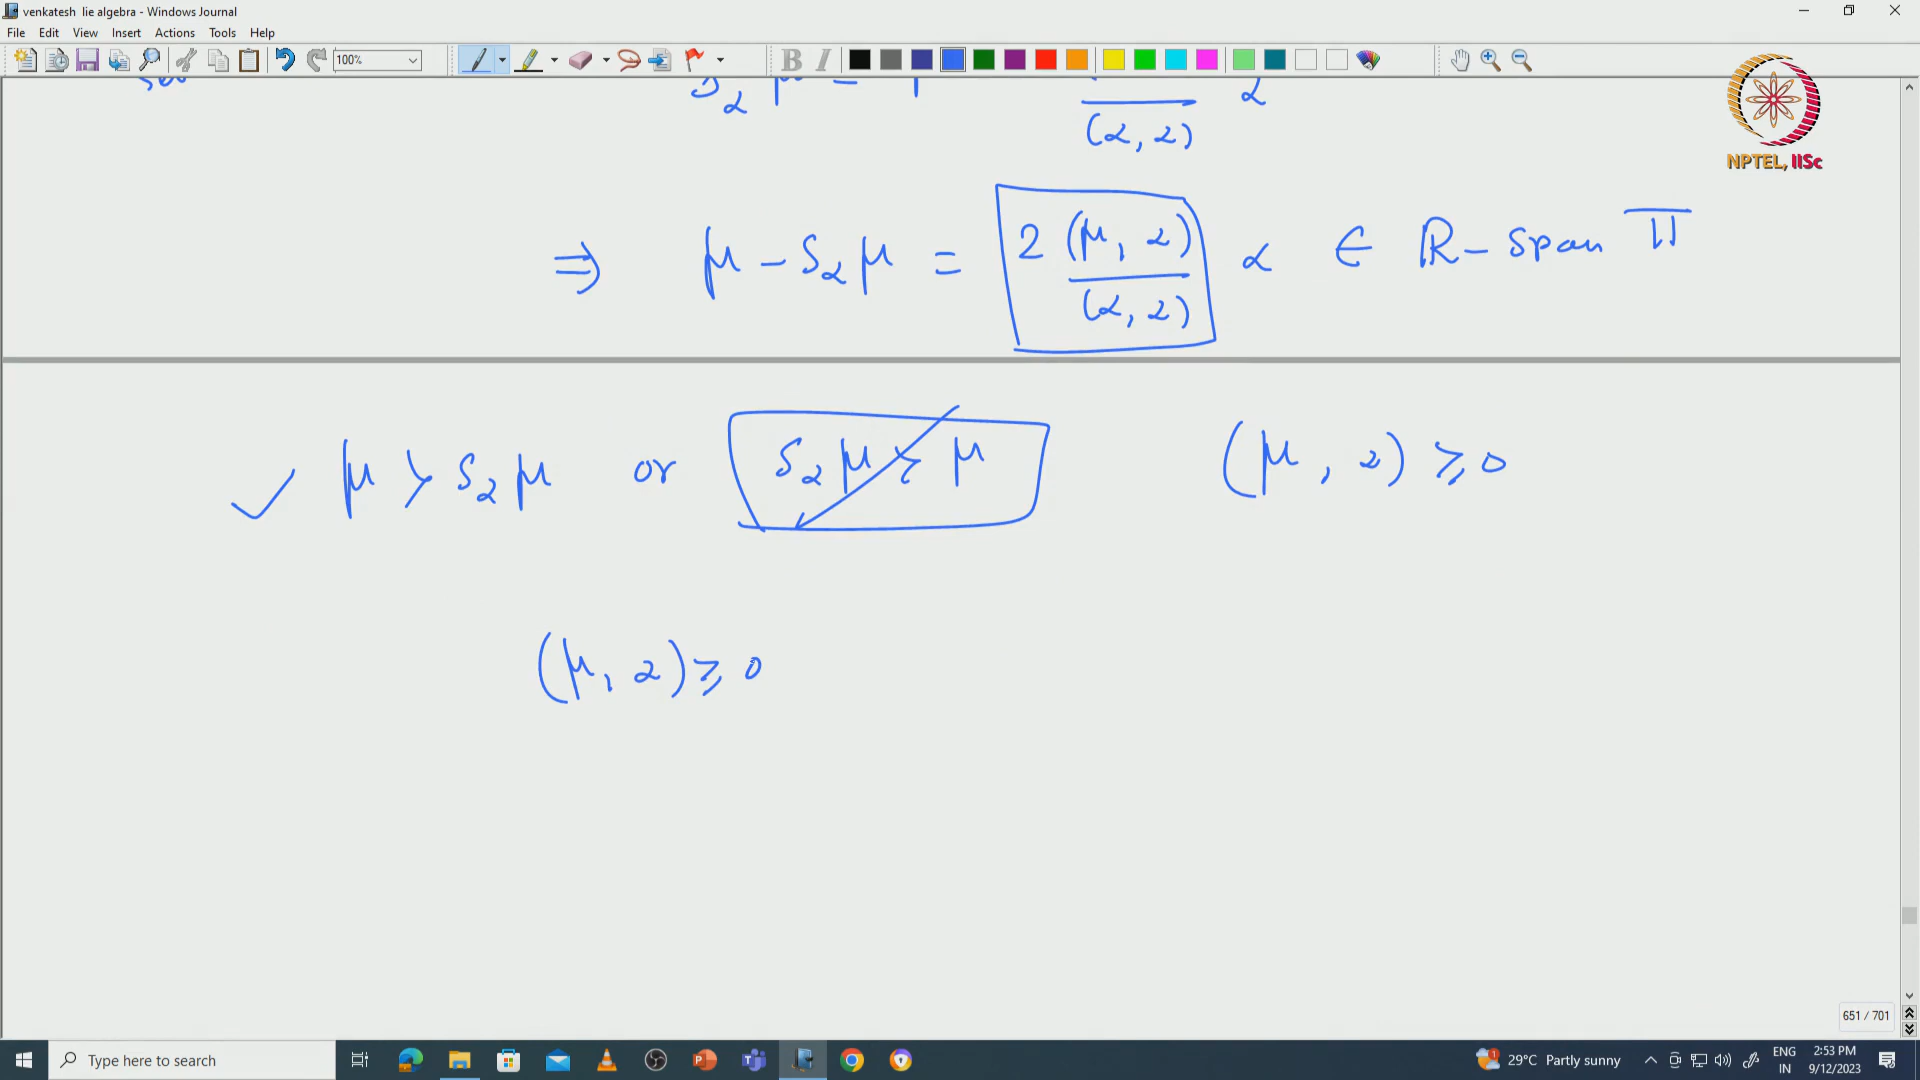 venkatesh lie algebra - Windows Journal
File Edit View Insert Actions Tools Help
100%
B I
S_α μ = α
(α, α)
NPTEL, IISc
⇒ μ - S_α μ = 2 (μ, α) / (α, α) α ∈ ℝ - Span Π
✓ μ ≻ S_α μ or S_α μ ≻ μ (μ, α) ≥ 0
(μ, α) ≥ 0
651 / 701
Type here to search
1
29°C Partly sunny
ENG
IN
2:53 PM
9/12/2023